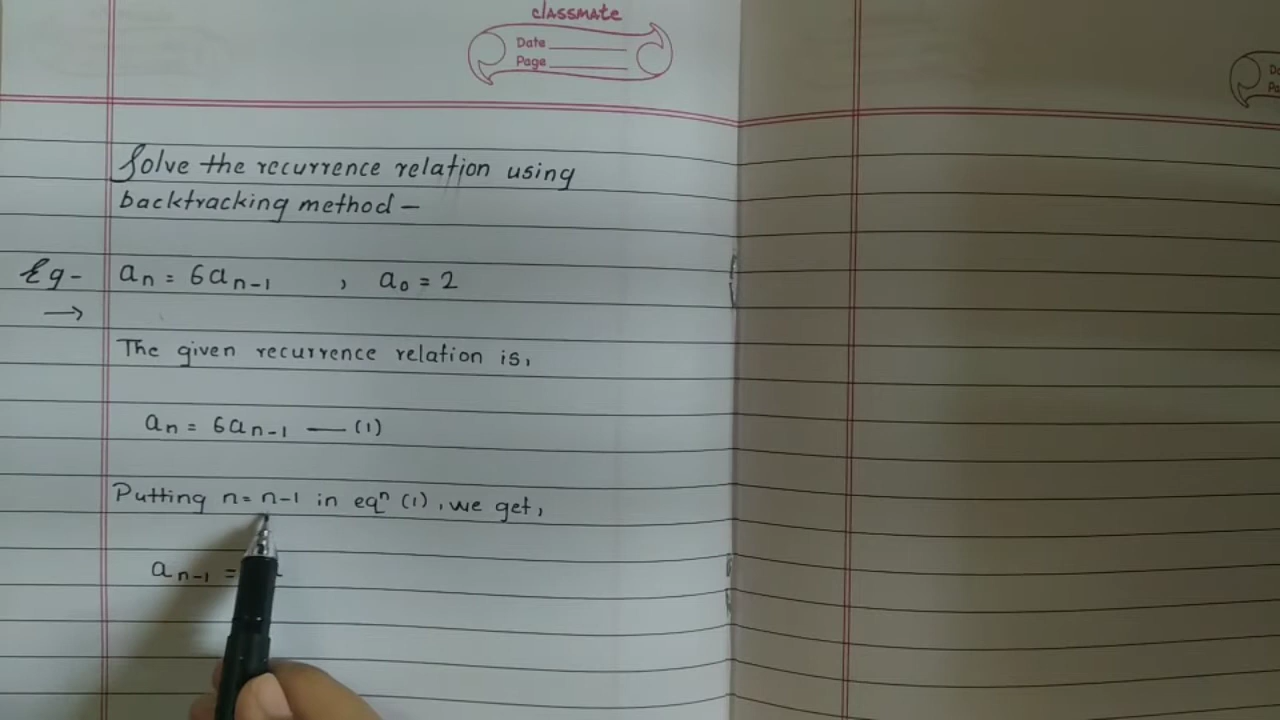 classmate
Date
Page
Solve the recurrence relation using
backtracking method –
Eg- aₙ = 6aₙ₋₁ , a₀ = 2
→
The given recurrence relation is,
aₙ = 6aₙ₋₁ — (1)
Putting n = n-1 in eqⁿ (1), we get,
aₙ₋₁ =